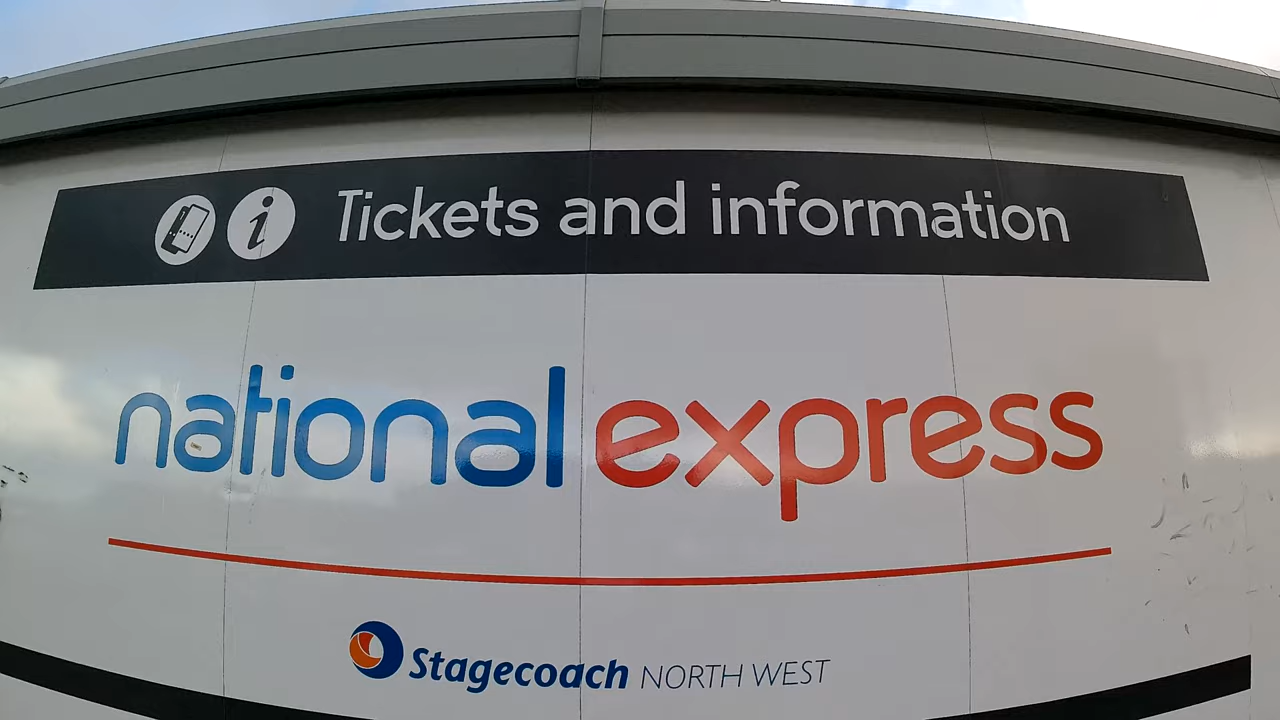 Tickets and information
national express
Stagecoach NORTH WEST